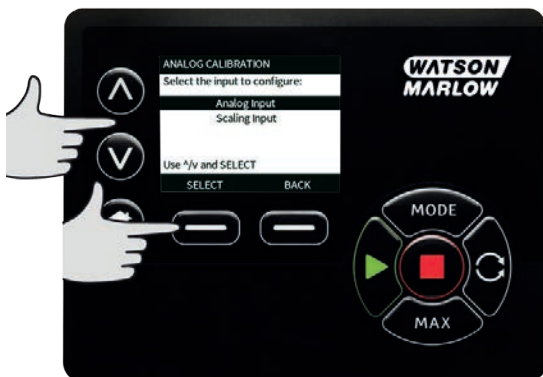 ANALOG CALIBRATION
Select the input to configure:
Analog Input
Scaling Input
Use ^/v and SELECT
SELECT BACK
WATSON
MARLOW
MODE
MAX